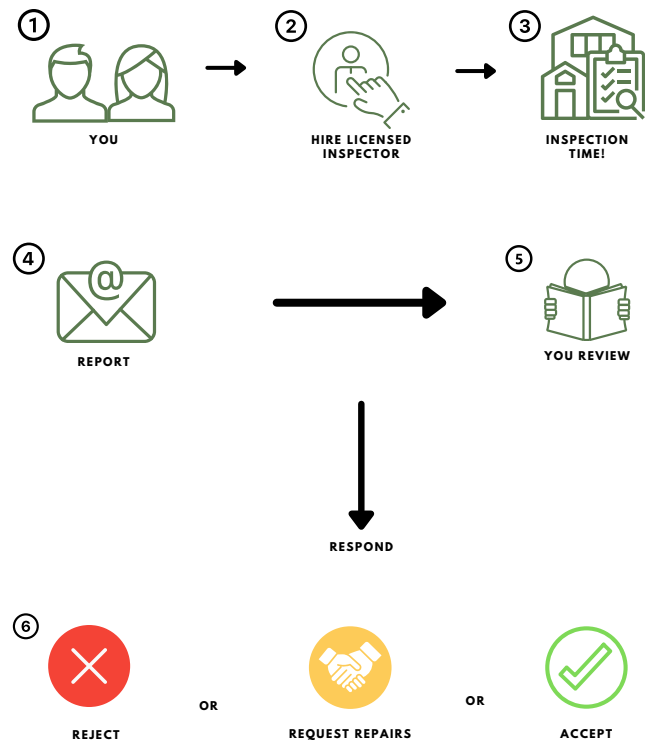 1
2
3
YOU
HIRE LICENSED
INSPECTOR
INSPECTION
TIME!
4
@
5
REPORT
YOU REVIEW
RESPOND
6
OR
OR
REJECT
REQUEST REPAIRS
ACCEPT